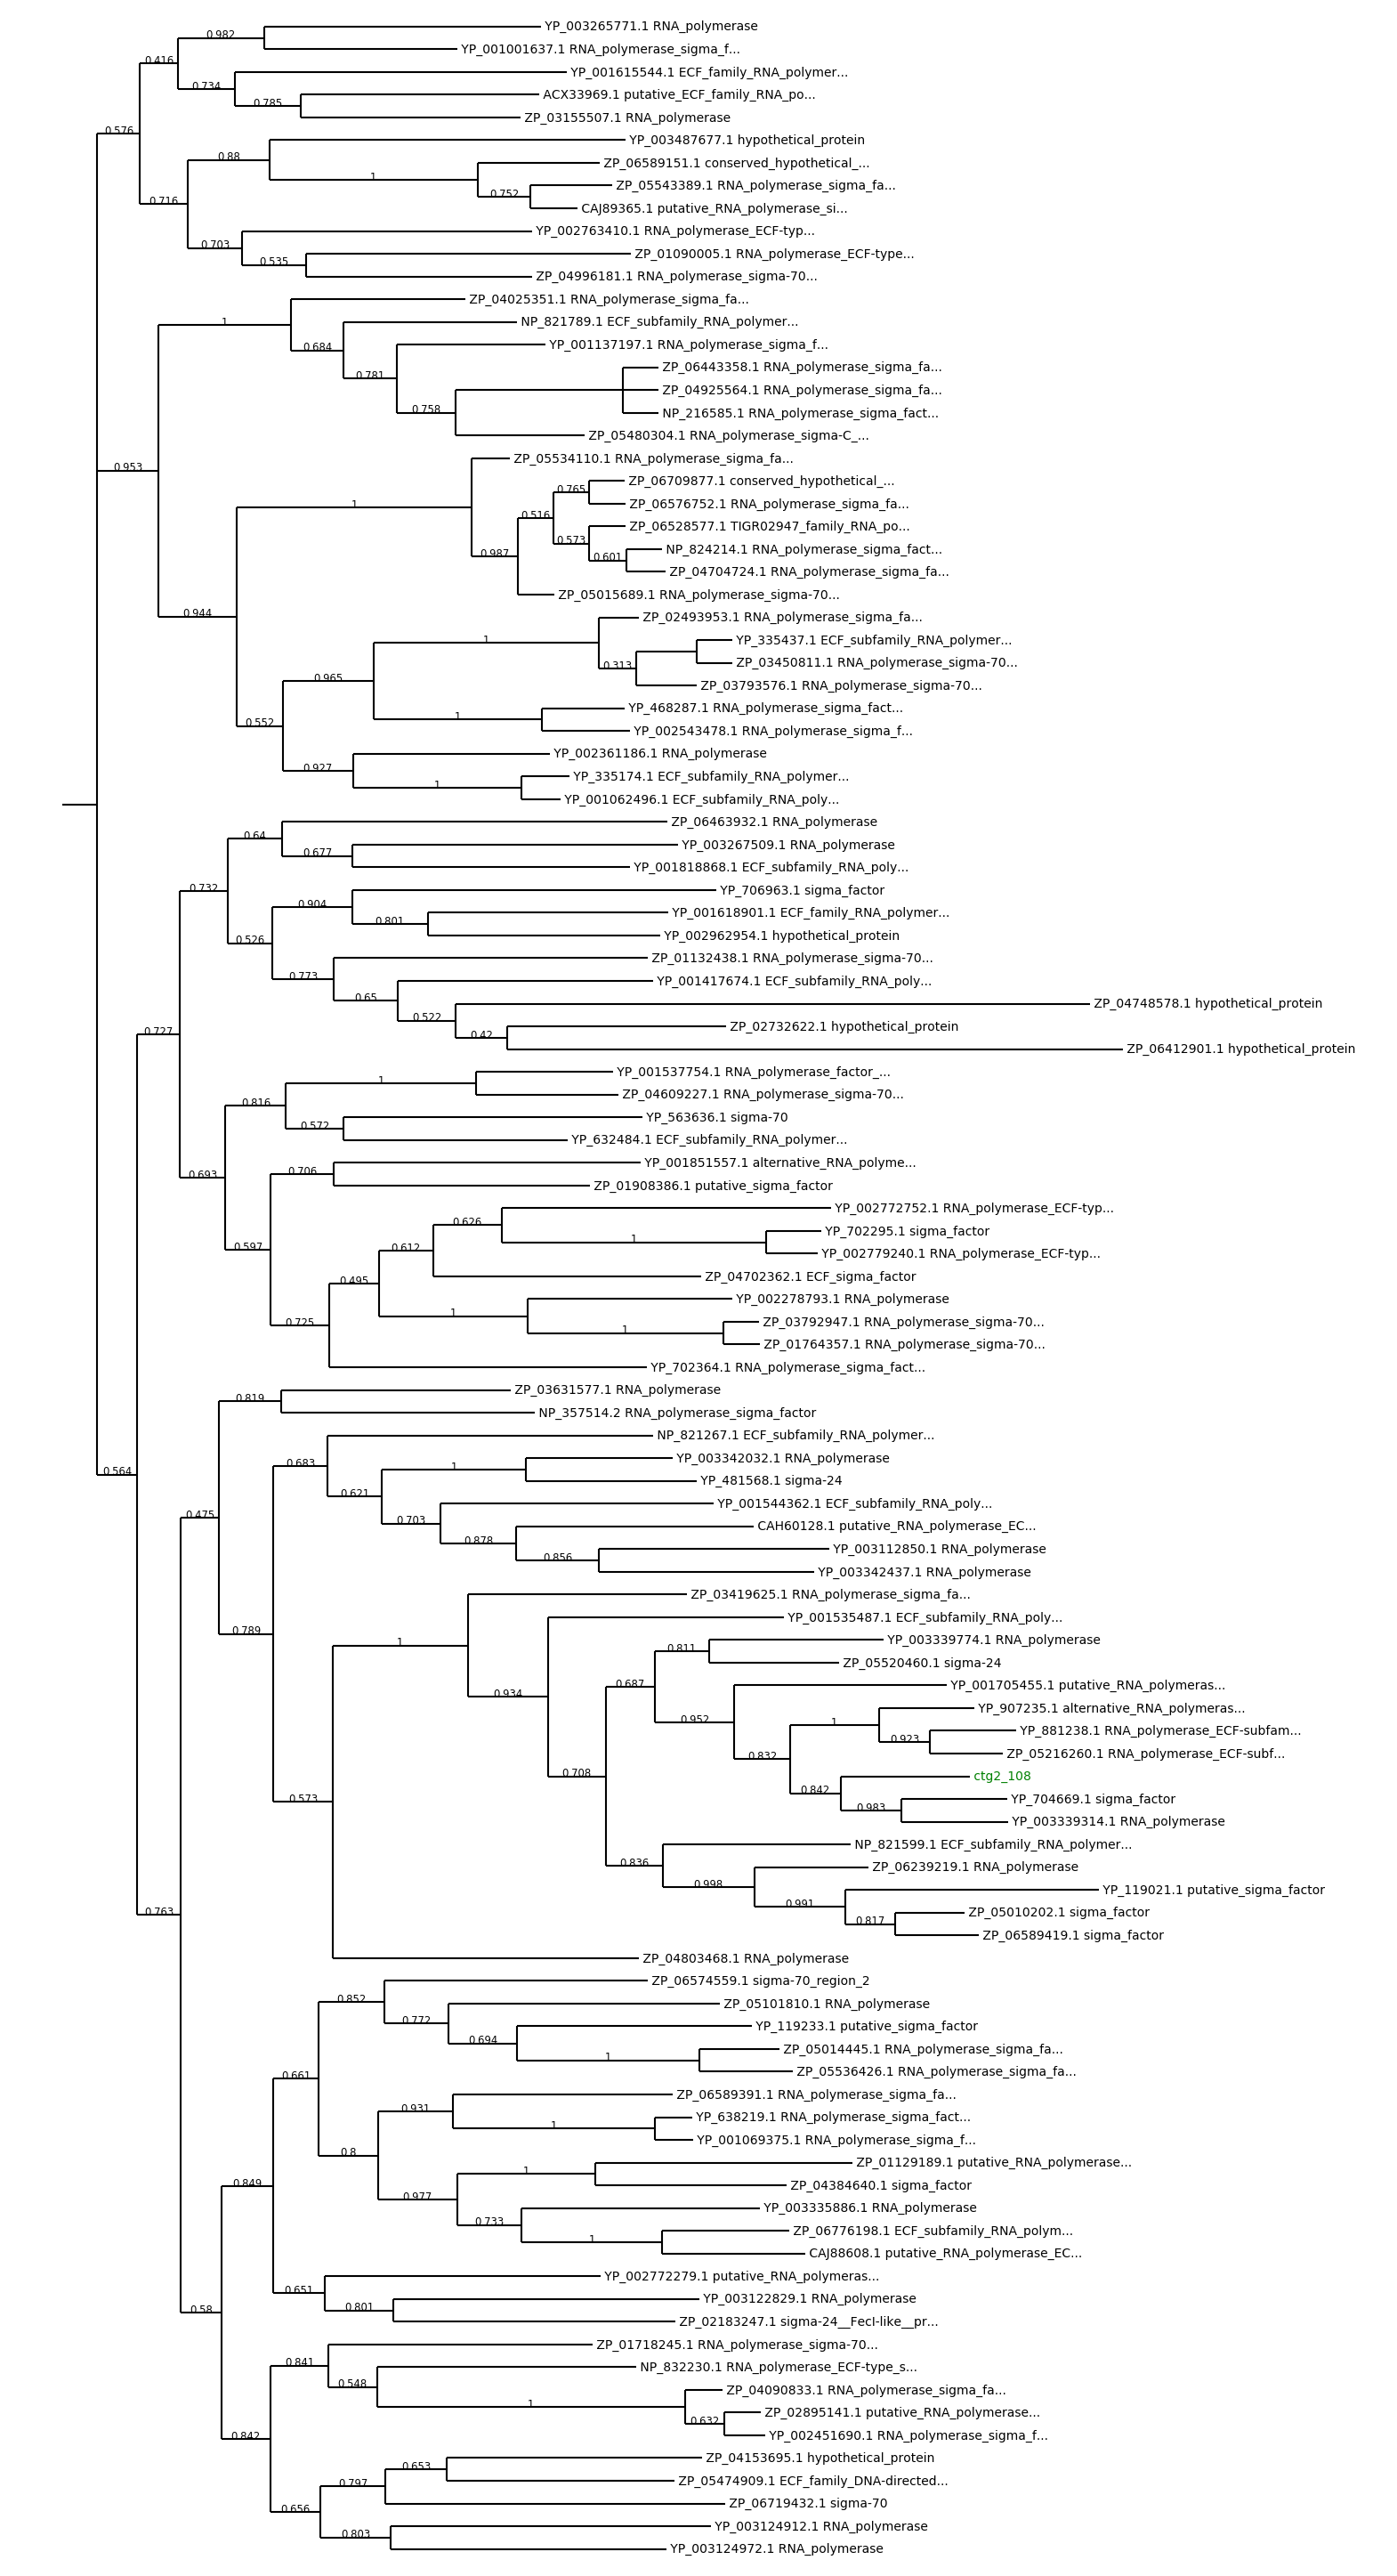 YP_003265771.1 RNA_polymerase
0.982
YP_001001637.1 RNA_polymerase_sigma_f...
0.416
YP_001615544.1 ECF_family_RNA_polymer...
0.734
ACX33969.1 putative_ECF_family_RNA_po...
0.785
ZP_03155507.1 RNA_polymerase
0.576
YP_003487677.1 hypothetical_protein
0.88
ZP_06589151.1 conserved_hypothetical_...
1
ZP_05543389.1 RNA_polymerase_sigma_fa...
0.752
0.716
CAJ89365.1 putative_RNA_polymerase_si...
YP_002763410.1 RNA_polymerase_ECF-typ...
0.703
ZP_01090005.1 RNA_polymerase_ECF-type...
0.535
ZP_04996181.1 RNA_polymerase_sigma-70...
ZP_04025351.1 RNA_polymerase_sigma_fa...
1
NP_821789.1 ECF_subfamily_RNA_polymer...
0.684
YP_001137197.1 RNA_polymerase_sigma_f...
ZP_06443358.1 RNA_polymerase_sigma_fa...
0.781
ZP_04925564.1 RNA_polymerase_sigma_fa...
0.758
NP_216585.1 RNA_polymerase_sigma_fact...
ZP_05480304.1 RNA_polymerase_sigma-C_...
ZP_05534110.1 RNA_polymerase_sigma_fa...
0.953
ZP_06709877.1 conserved_hypothetical_...
0.765
1
ZP_06576752.1 RNA_polymerase_sigma_fa...
0.516
ZP_06528577.1 TIGR02947_family_RNA_po...
0.573
NP_824214.1 RNA_polymerase_sigma_fact...
0.987
0.601
ZP_04704724.1 RNA_polymerase_sigma_fa...
ZP_05015689.1 RNA_polymerase_sigma-70...
0.944
ZP_02493953.1 RNA_polymerase_sigma_fa...
1
YP_335437.1 ECF_subfamily_RNA_polymer...
0.313
ZP_03450811.1 RNA_polymerase_sigma-70...
0.965
ZP_03793576.1 RNA_polymerase_sigma-70...
YP_468287.1 RNA_polymerase_sigma_fact...
1
0.552
YP_002543478.1 RNA_polymerase_sigma_f...
YP_002361186.1 RNA_polymerase
0.927
YP_335174.1 ECF_subfamily_RNA_polymer...
1
YP_001062496.1 ECF_subfamily_RNA_poly...
ZP_06463932.1 RNA_polymerase
0.64
YP_003267509.1 RNA_polymerase
0.677
YP_001818868.1 ECF_subfamily_RNA_poly...
0.732
YP_706963.1 sigma_factor
0.904
YP_001618901.1 ECF_family_RNA_polymer...
0.801
YP_002962954.1 hypothetical_protein
0.526
ZP_01132438.1 RNA_polymerase_sigma-70...
0.773
YP_001417674.1 ECF_subfamily_RNA_poly...
0.65
ZP_04748578.1 hypothetical_protein
0.522
ZP_02732622.1 hypothetical_protein
0.727
0.42
ZP_06412901.1 hypothetical_protein
YP_001537754.1 RNA_polymerase_factor_...
1
ZP_04609227.1 RNA_polymerase_sigma-70...
0.816
YP_563636.1 sigma-70
0.572
YP_632484.1 ECF_subfamily_RNA_polymer...
YP_001851557.1 alternative_RNA_polyme...
0.693
0.706
ZP_01908386.1 putative_sigma_factor
YP_002772752.1 RNA_polymerase_ECF-typ...
0.626
YP_702295.1 sigma_factor
1
0.597
0.612
YP_002779240.1 RNA_polymerase_ECF-typ...
ZP_04702362.1 ECF_sigma_factor
0.495
YP_002278793.1 RNA_polymerase
1
0.725
ZP_03792947.1 RNA_polymerase_sigma-70...
1
ZP_01764357.1 RNA_polymerase_sigma-70...
YP_702364.1 RNA_polymerase_sigma_fact...
ZP_03631577.1 RNA_polymerase
0.819
NP_357514.2 RNA_polymerase_sigma_factor
NP_821267.1 ECF_subfamily_RNA_polymer...
YP_003342032.1 RNA_polymerase
0.564
0.683
1
YP_481568.1 sigma-24
0.621
YP_001544362.1 ECF_subfamily_RNA_poly...
0.475
0.703
CAH60128.1 putative_RNA_polymerase_EC...
0.878
YP_003112850.1 RNA_polymerase
0.856
YP_003342437.1 RNA_polymerase
ZP_03419625.1 RNA_polymerase_sigma_fa...
YP_001535487.1 ECF_subfamily_RNA_poly...
0.789
1
YP_003339774.1 RNA_polymerase
0.811
ZP_05520460.1 sigma-24
0.687
YP_001705455.1 putative_RNA_polymeras...
0.934
YP_907235.1 alternative_RNA_polymeras...
0.952
1
YP_881238.1 RNA_polymerase_ECF-subfam...
0.923
ZP_05216260.1 RNA_polymerase_ECF-subf...
0.832
ctg2_108
0.708
0.842
YP_704669.1 sigma_factor
0.573
0.983
YP_003339314.1 RNA_polymerase
NP_821599.1 ECF_subfamily_RNA_polymer...
0.836
ZP_06239219.1 RNA_polymerase
0.998
YP_119021.1 putative_sigma_factor
0.991
ZP_05010202.1 sigma_factor
0.763
0.817
ZP_06589419.1 sigma_factor
ZP_04803468.1 RNA_polymerase
ZP_06574559.1 sigma-70_region_2
0.852
ZP_05101810.1 RNA_polymerase
0.772
YP_119233.1 putative_sigma_factor
0.694
ZP_05014445.1 RNA_polymerase_sigma_fa...
1
0.661
ZP_05536426.1 RNA_polymerase_sigma_fa...
ZP_06589391.1 RNA_polymerase_sigma_fa...
0.931
YP_638219.1 RNA_polymerase_sigma_fact...
1
YP_001069375.1 RNA_polymerase_sigma_f...
0.8
ZP_01129189.1 putative_RNA_polymerase...
1
0.849
ZP_04384640.1 sigma_factor
0.977
YP_003335886.1 RNA_polymerase
0.733
ZP_06776198.1 ECF_subfamily_RNA_polym...
1
CAJ88608.1 putative_RNA_polymerase_EC...
YP_002772279.1 putative_RNA_polymeras...
0.651
YP_003122829.1 RNA_polymerase
0.58
0.801
ZP_02183247.1 sigma-24__FecI-like__pr...
ZP_01718245.1 RNA_polymerase_sigma-70...
0.841
NP_832230.1 RNA_polymerase_ECF-type_s...
0.548
ZP_04090833.1 RNA_polymerase_sigma_fa...
1
ZP_02895141.1 putative_RNA_polymerase...
0.632
0.842
YP_002451690.1 RNA_polymerase_sigma_f...
ZP_04153695.1 hypothetical_protein
0.653
ZP_05474909.1 ECF_family_DNA-directed...
0.797
ZP_06719432.1 sigma-70
0.656
YP_003124912.1 RNA_polymerase
0.803
YP_003124972.1 RNA_polymerase